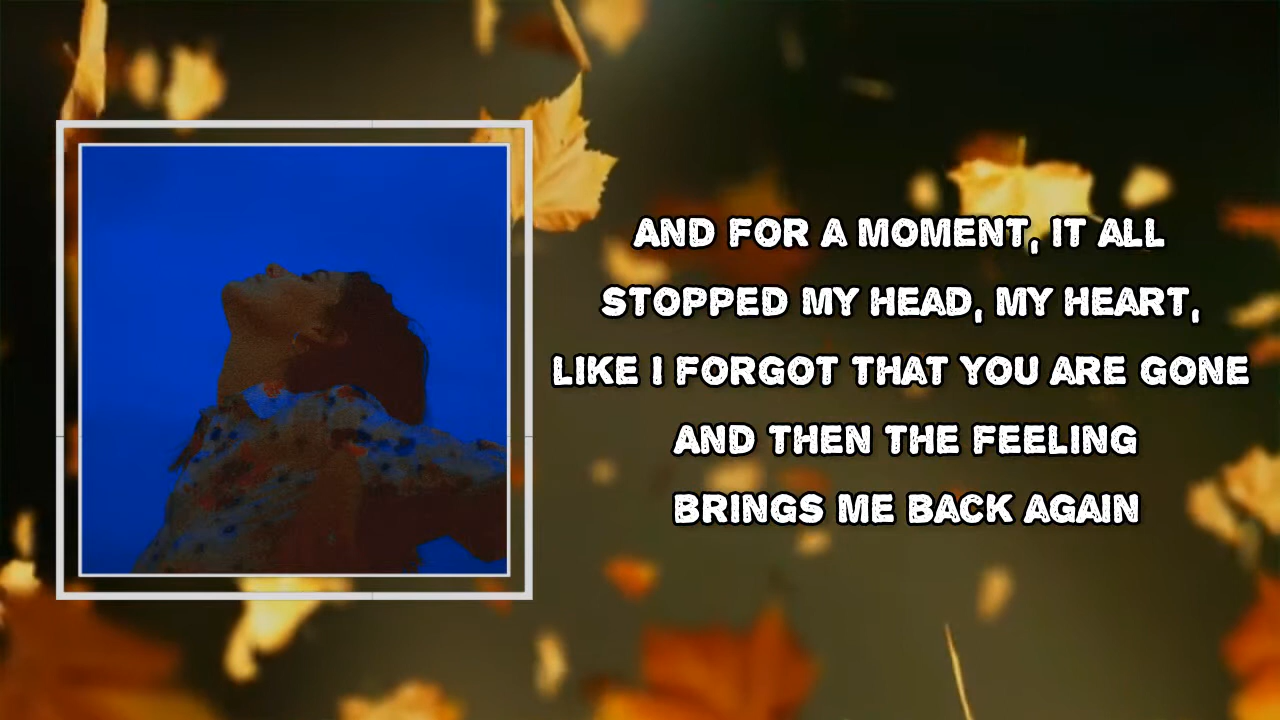 AND FOR A MOMENT, IT ALL
STOPPED MY HEAD, MY HEART,
LIKE I FORGOT THAT YOU ARE GONE
AND THEN THE FEELING
BRINGS ME BACK AGAIN